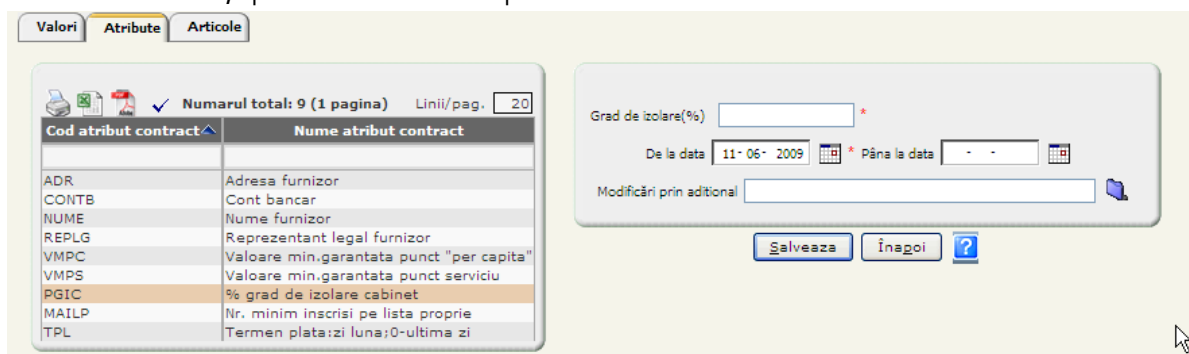 Valori Atribute Articole
Numarul total: 9 (1 pagina) Linii/pag. 20
Cod atribut contract Nume atribut contract
ADR Adresa furnizor
CONTB Cont bancar
NUME Nume furnizor
REPLG Reprezentant legal furnizor
VMPC Valoare min.garantata punct "per capita"
VMPS Valoare min.garantata punct serviciu
PGIC % grad de izolare cabinet
MAILP Nr. minim inscrisi pe lista proprie
TPL Termen plata:zi luna;0-ultima zi
Grad de izolare(%) *
De la data 11- 06- 2009 * Pâna la data - -
Modificări prin aditional
Salveaza Înapoi ?